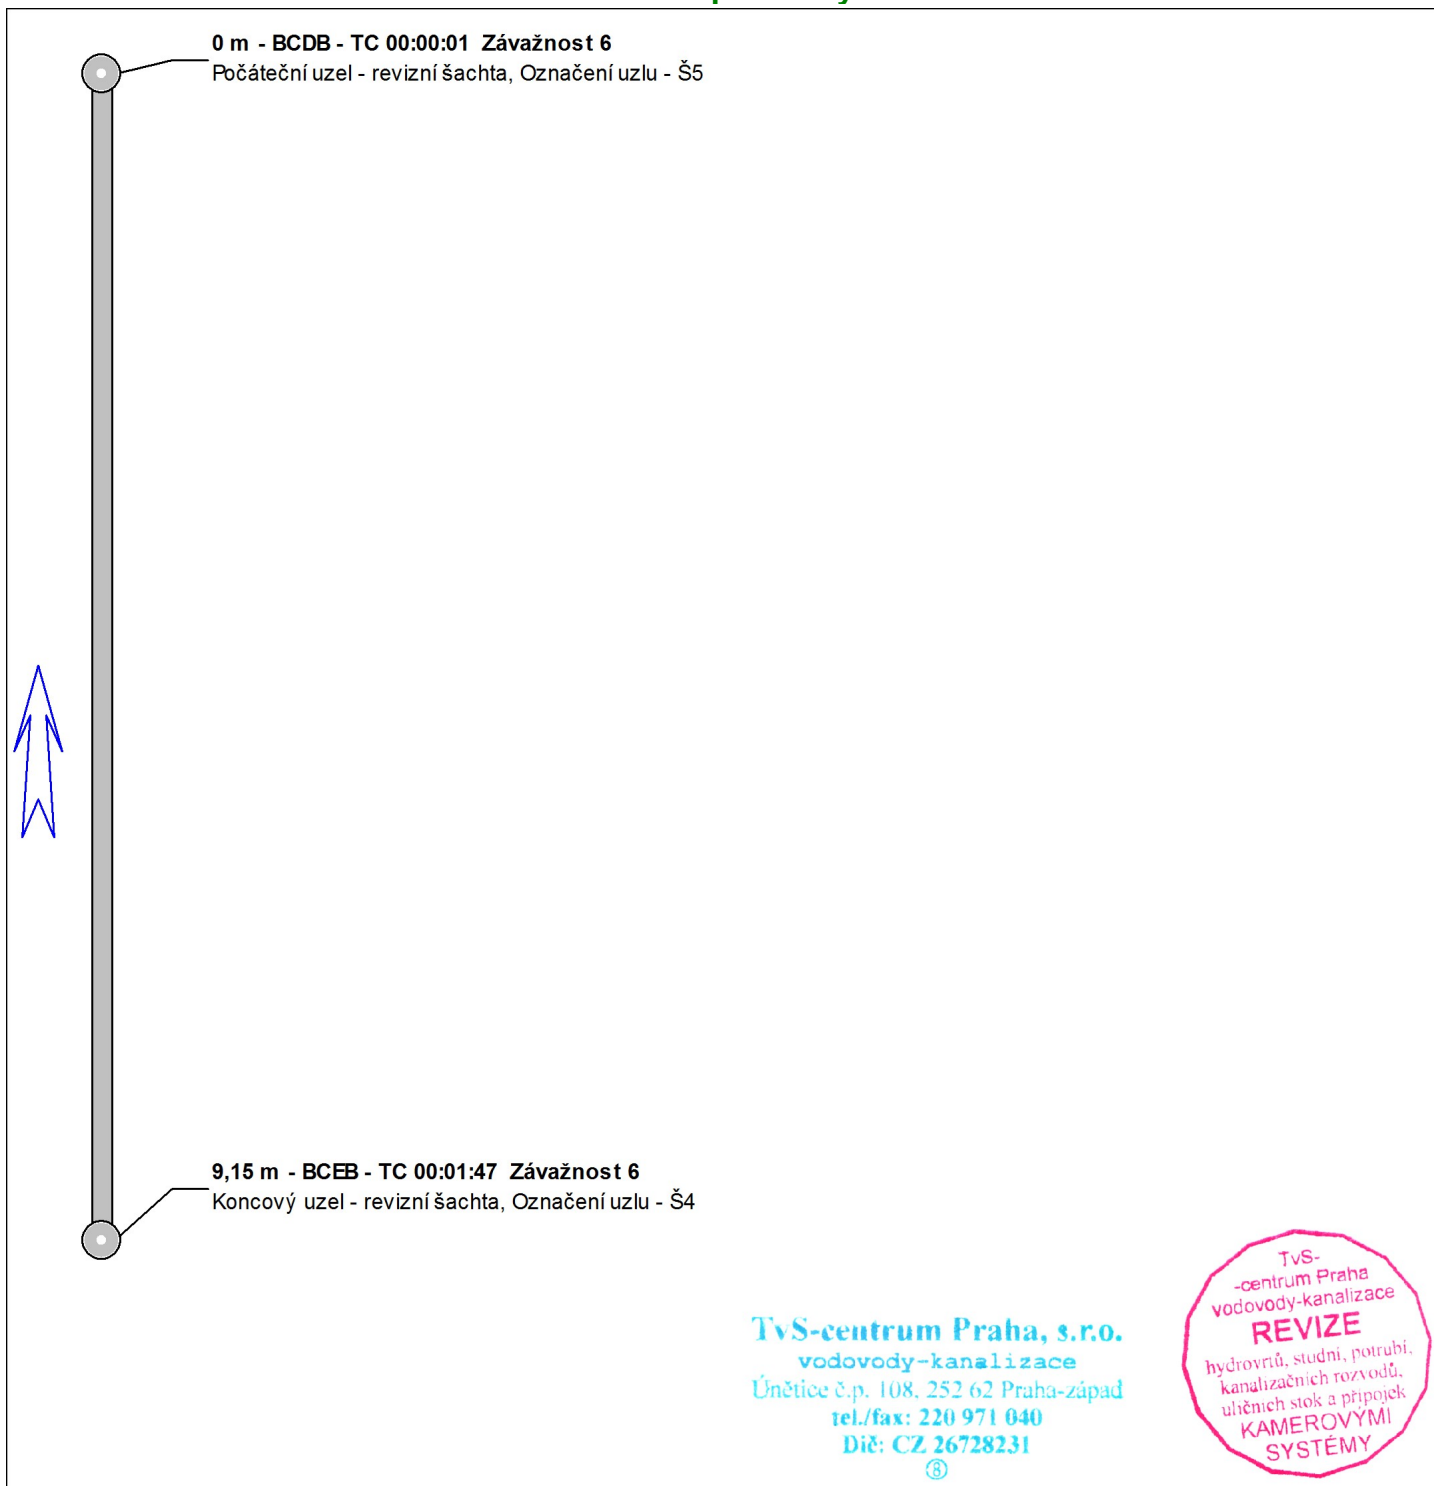 0 m - BCDB - TC 00:00:01 Závažnost 6
Počáteční uzel - revizní šachta, Označení uzlu - Š5
9,15 m - BCEB - TC 00:01:47 Závažnost 6
Koncový uzel - revizní šachta, Označení uzlu - Š4
TvS-centrum Praha, s.r.o.
vodovody-kanalizace
Únětice č.p. 108, 252 62 Praha-západ
tel./fax: 220 971 040
Dič: CZ 26728231
⑧
TvS-
-centrum Praha
vodovody-kanalizace
REVIZE
hydrovrtů, studní, potrubí,
kanalizačních rozvodů,
uličních stok a přípojek
KAMEROVÝMI
SYSTÉMY